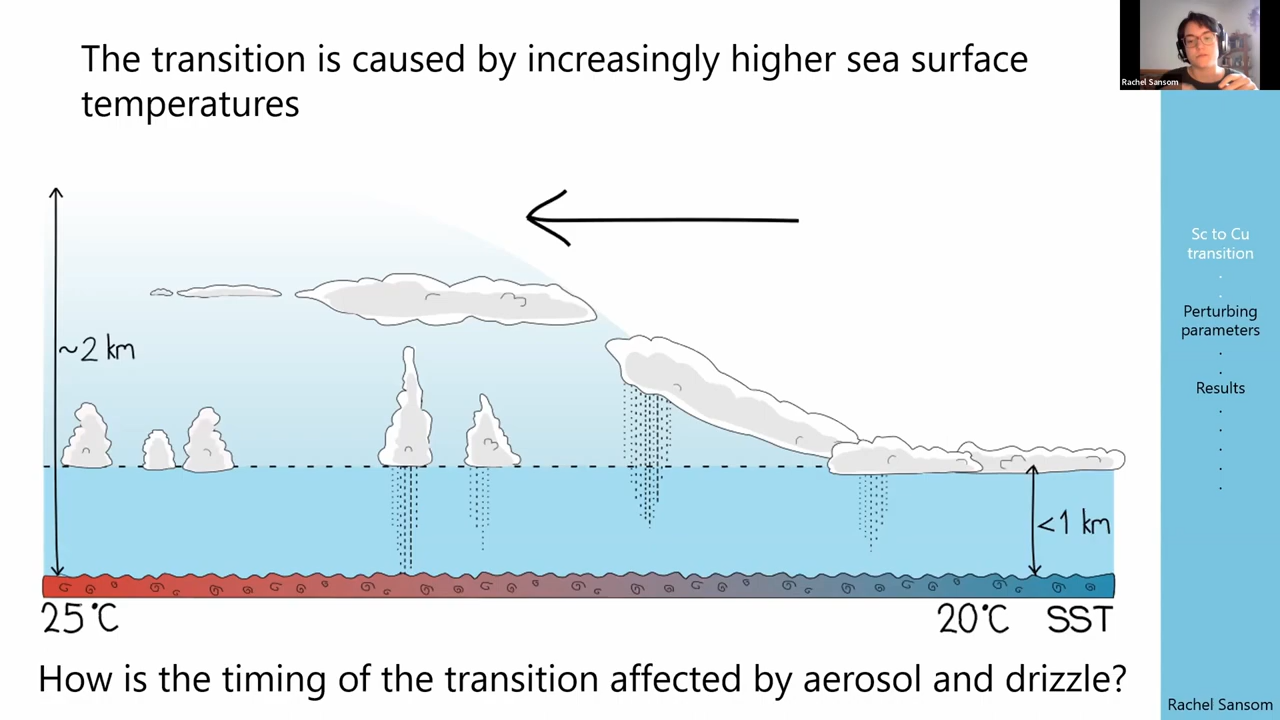 The transition is caused by increasingly higher sea surface
temperatures
Rachel Sansom
Sc to Cu
transition
Perturbing
parameters
Results
~2 km
<1 km
25°C
20°C SST
How is the timing of the transition affected by aerosol and drizzle?
Rachel Sansom